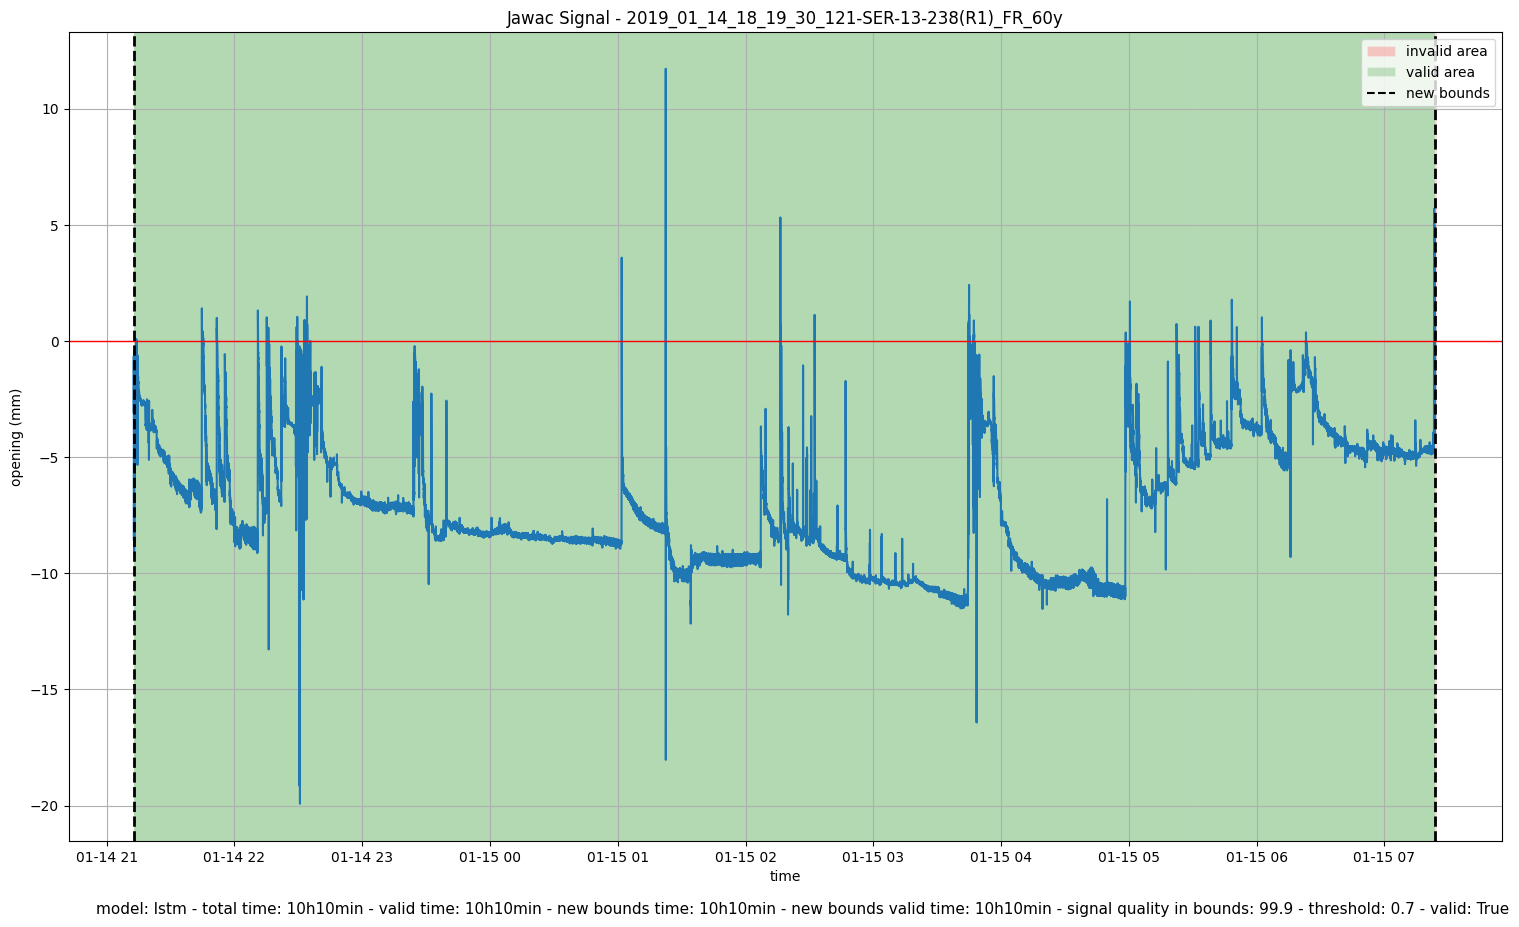 Jawac Signal - 2019_01_14_18_19_30_121-SER-13-238(R1)_FR_60y
invalid area
valid area
new bounds
opening (mm)
10
5
0
−5
−10
−15
−20
01-14 21 01-14 22 01-14 23 01-15 00 01-15 01 01-15 02 01-15 03 01-15 04 01-15 05 01-15 06 01-15 07
time
model: lstm - total time: 10h10min - valid time: 10h10min - new bounds time: 10h10min - new bounds valid time: 10h10min - signal quality in bounds: 99.9 - threshold: 0.7 - valid: True